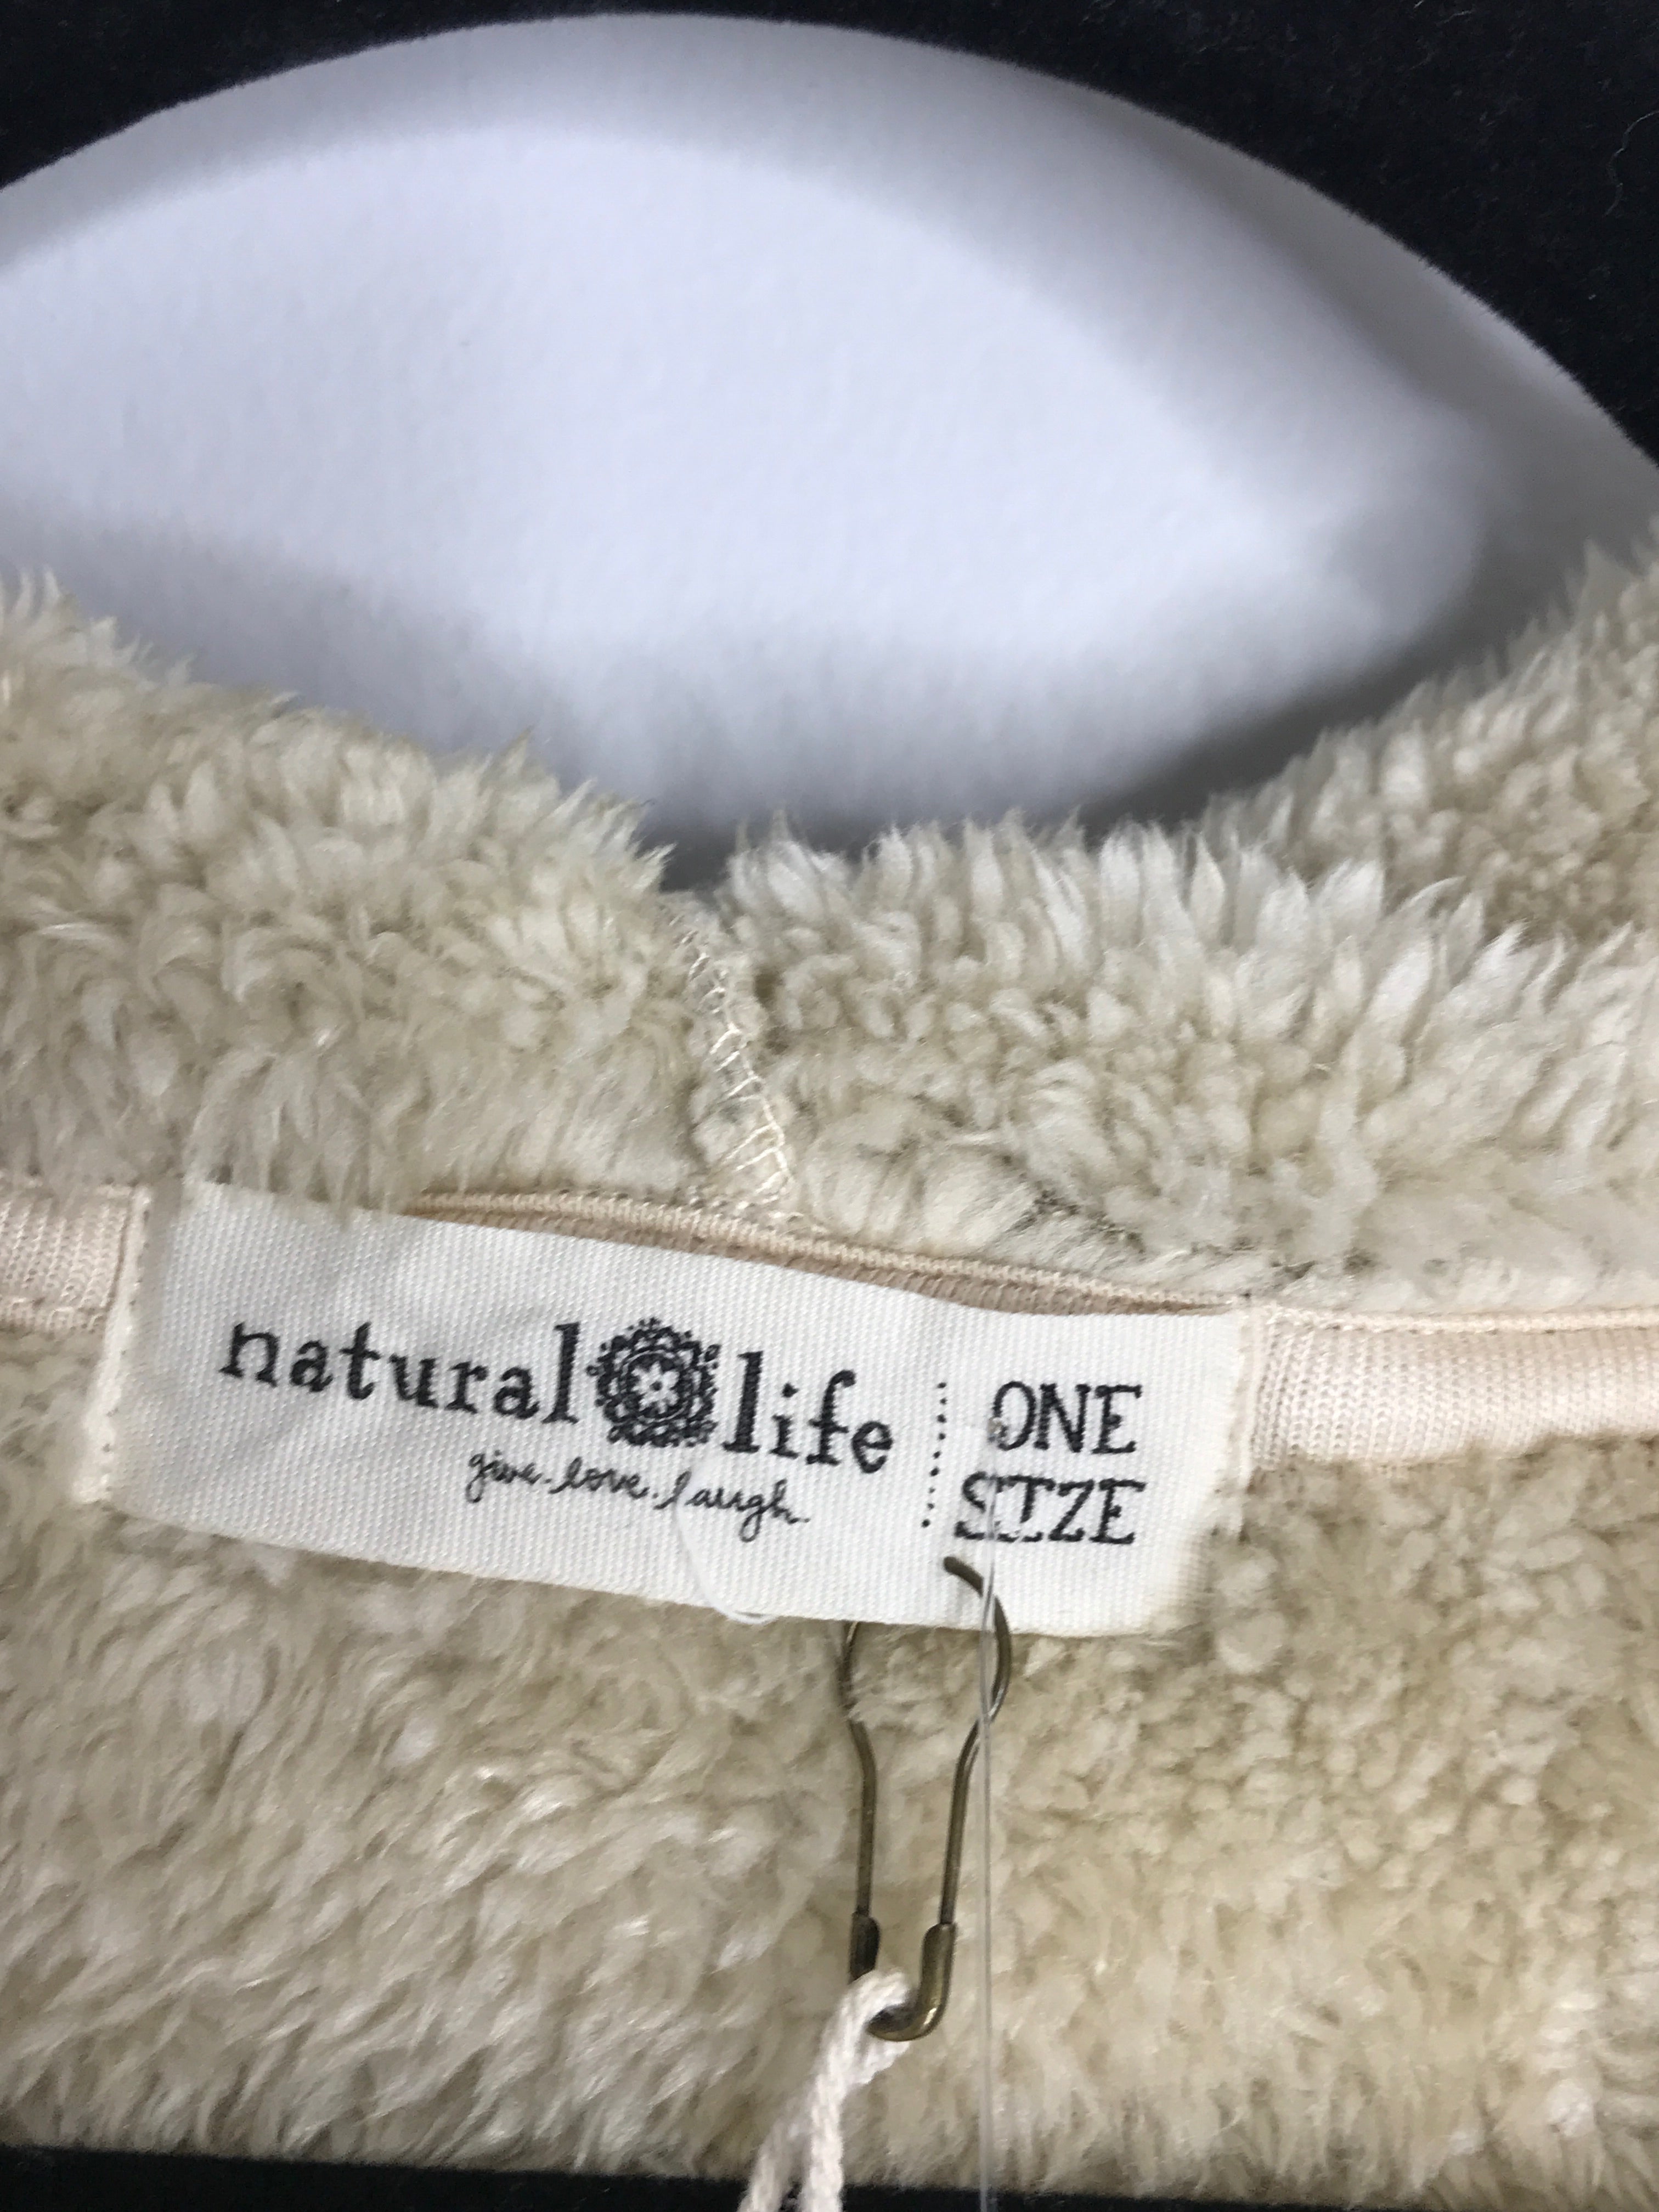 natural life
give. love. laugh.
ONE
SIZE